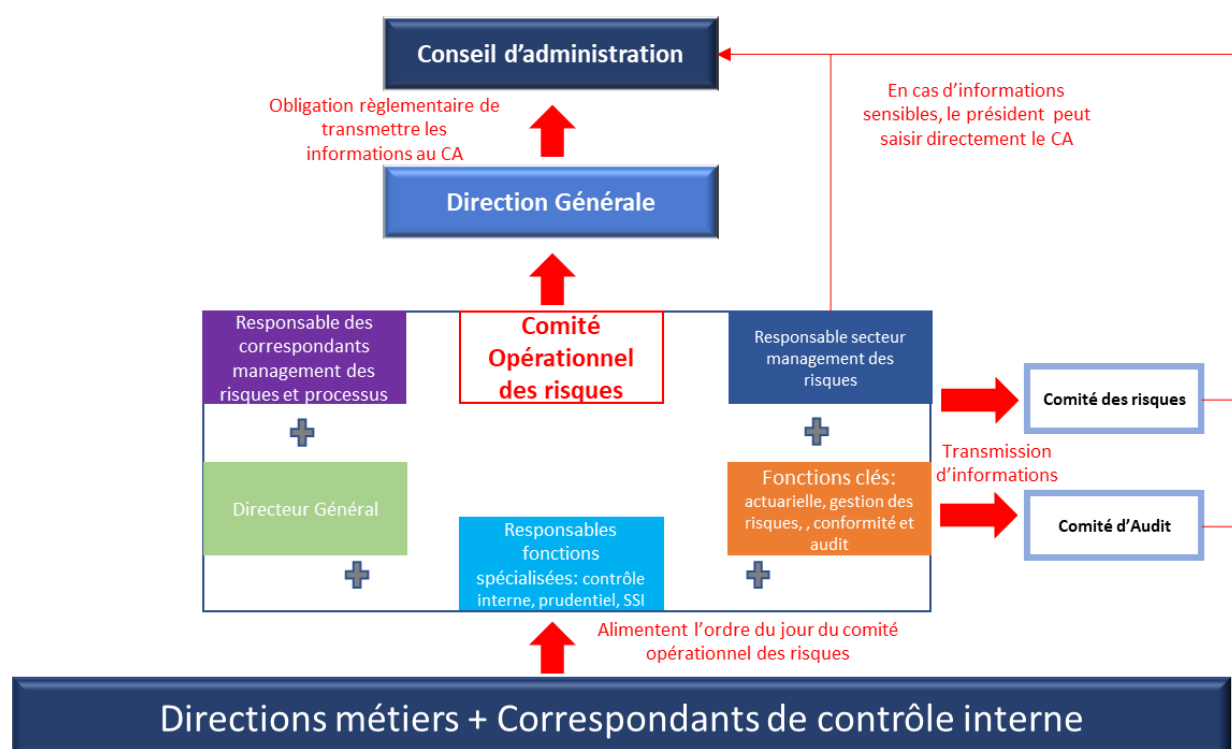 Conseil d'administration
Obligation règlementaire de
transmettre les
informations au CA
En cas d'informations
sensibles, le président peut
saisir directement le CA
Direction Générale
Responsable des
correspondants
management des
risques et processus
Comité
Opérationnel
des risques
Responsable secteur
management des
risques
Comité des risques
Transmission
d'informations
Directeur Général
Fonctions clés:
actuarielle, gestion des
risques, , conformité et
audit
Comité d'Audit
Responsables
fonctions
spécialisées: contrôle
interne, prudentiel, SSI
Alimentent l'ordre du jour du comité
opérationnel des risques
Directions métiers + Correspondants de contrôle interne